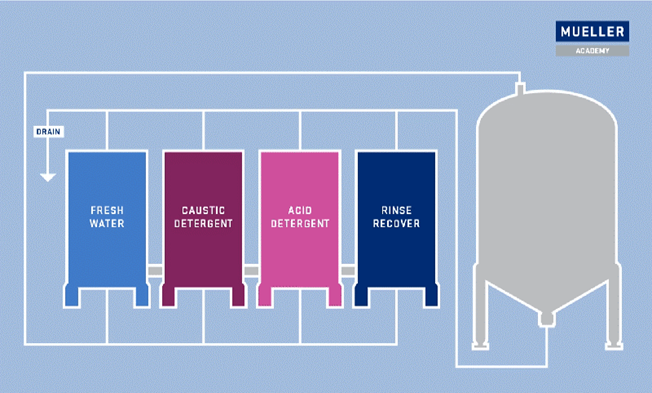 MUELLER
ACADEMY
DRAIN
FRESH
WATER
CAUSTIC
DETERGENT
ACID
DETERGENT
RINSE
RECOVER